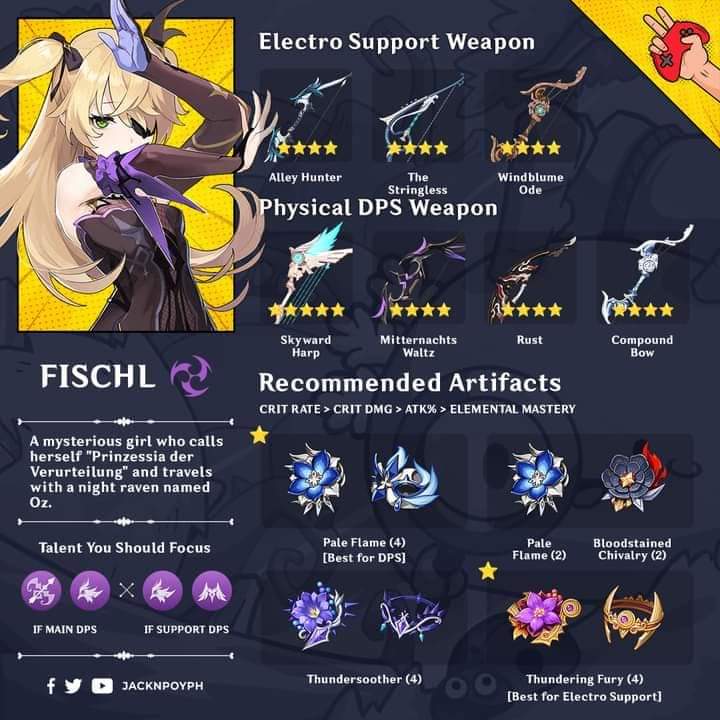 Electro Support Weapon
Alley Hunter
The
Stringless
Windblume
Ode
Physical DPS Weapon
Skyward
Harp
Mitternachts
Waltz
Rust
Compound
Bow
FISCHL
A mysterious girl who calls
herself "Prinzessia der
Verurteilung" and travels
with a night raven named
Oz.
Talent You Should Focus
IF MAIN DPS
IF SUPPORT DPS
JACKNPOYPH
Recommended Artifacts
CRIT RATE > CRIT DMG > ATK% > ELEMENTAL MASTERY
Pale Flame (4)
[Best for DPS]
Pale
Flame (2)
Bloodstained
Chivalry (2)
Thundersoother (4)
Thundering Fury (4)
[Best for Electro Support]